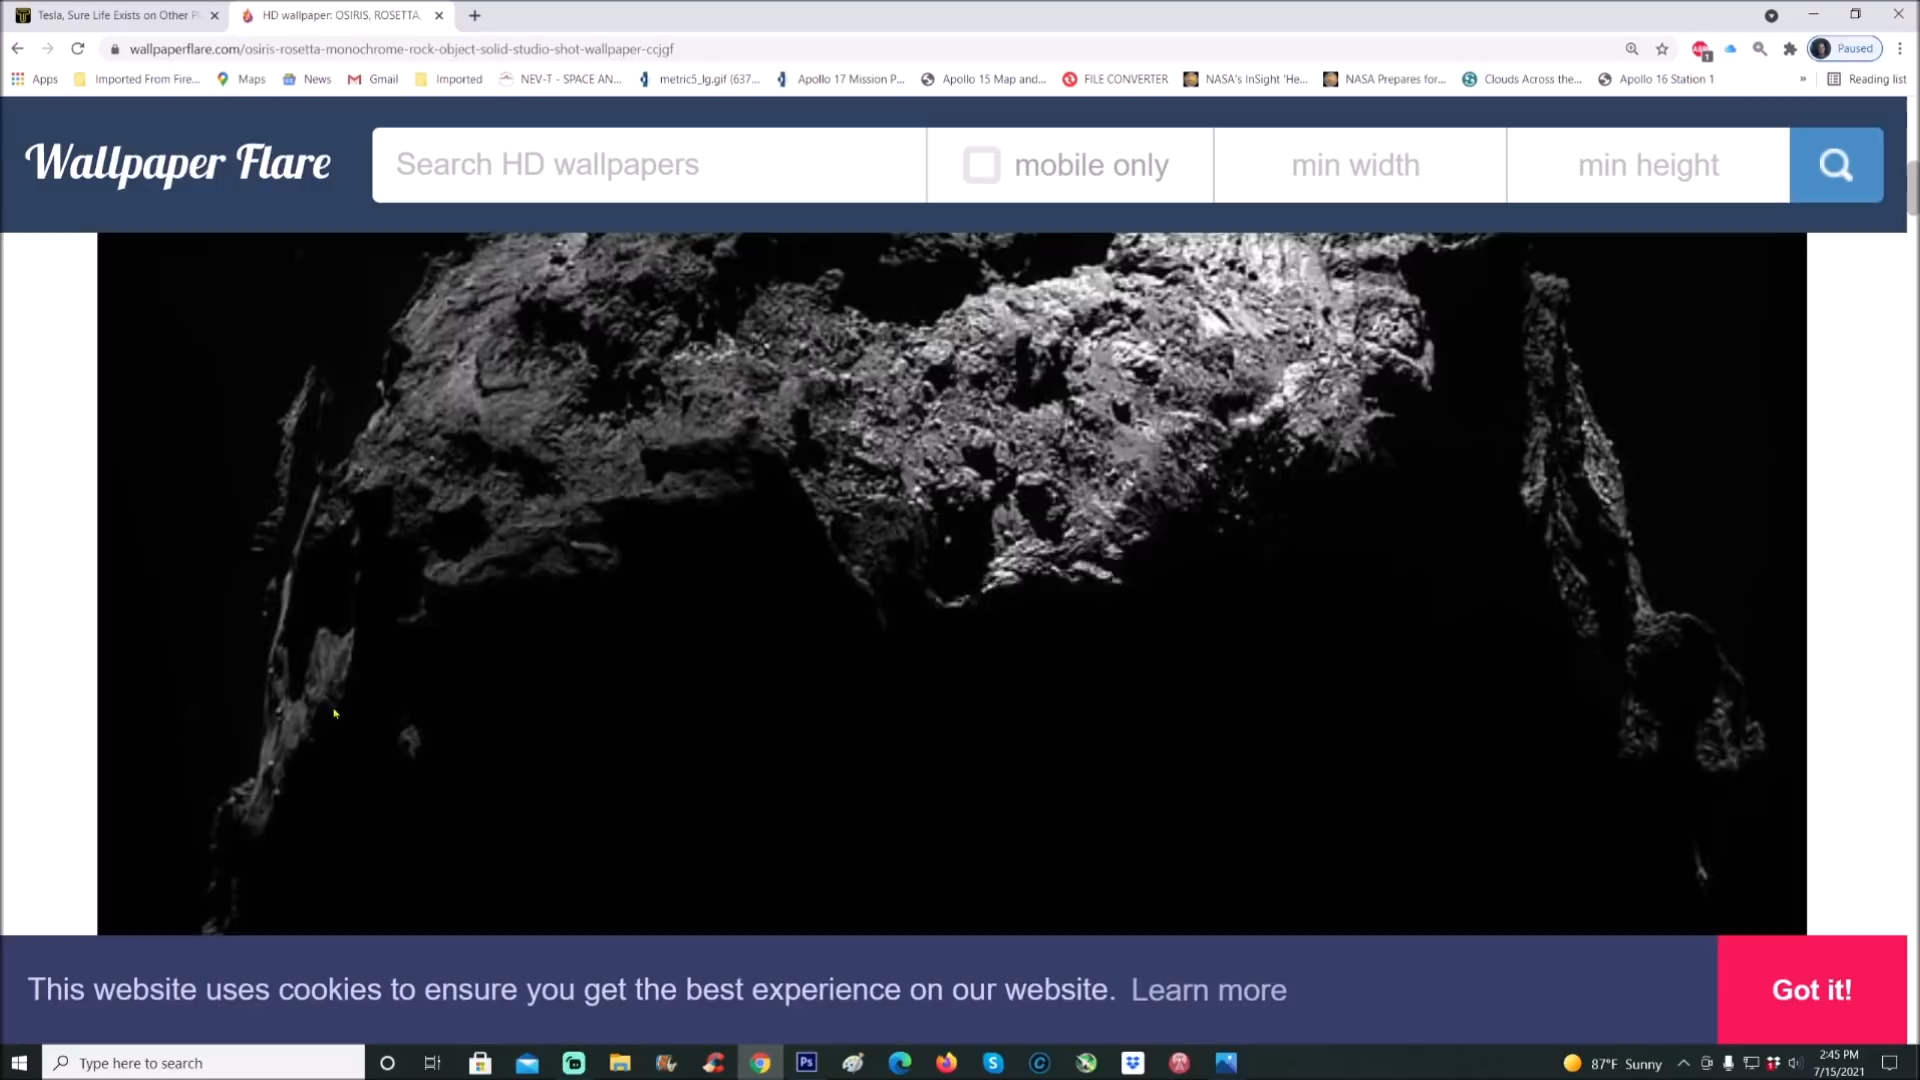 Tesla, Sure Life Exists on Other P
HD wallpaper: OSIRIS, ROSETTA,
wallpaperflare.com/osiris-rosetta-monochrome-rock-object-solid-studio-shot-wallpaper-ccjgf
Paused
Apps
Imported From Fire...
Maps
News
Gmail
Imported
NEV-T - SPACE AN...
metric5_lg.gif (637...
Apollo 17 Mission P...
Apollo 15 Map and...
FILE CONVERTER
NASA's InSight 'He...
NASA Prepares for...
Clouds Across the...
Apollo 16 Station 1
»
Reading list
Wallpaper Flare
Search HD wallpapers
mobile only
min width
min height
This website uses cookies to ensure you get the best experience on our website. Learn more
Got it!
Type here to search
Ps
87°F Sunny
2:45 PM
7/15/2021